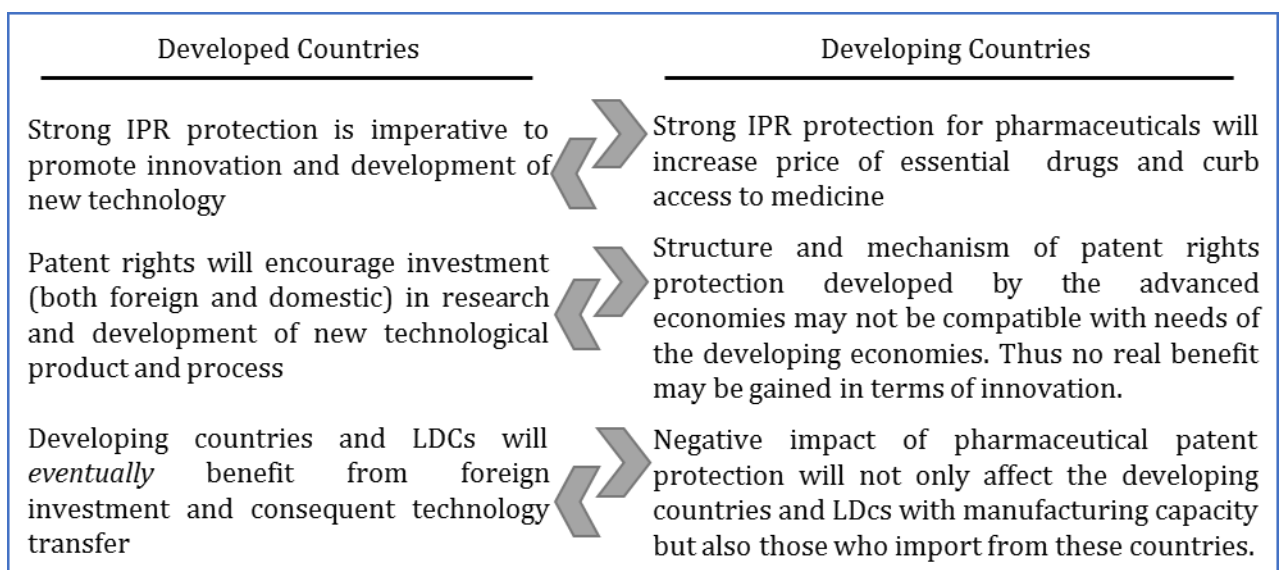 Developed Countries
Strong IPR protection is imperative to
promote innovation and development of
new technology
Patent rights will encourage investment
(both foreign and domestic) in research
and development of new technological
product and process
Developing countries and LDCs will
eventually benefit from foreign
investment and consequent technology
transfer
Developing Countries
Strong IPR protection for pharmaceuticals will
increase price of essential drugs and curb
access to medicine
Structure and mechanism of patent rights
protection developed by the advanced
economies may not be compatible with needs of
the developing economies. Thus no real benefit
may be gained in terms of innovation.
Negative impact of pharmaceutical patent
protection will not only affect the developing
countries and LDcs with manufacturing capacity
but also those who import from these countries.